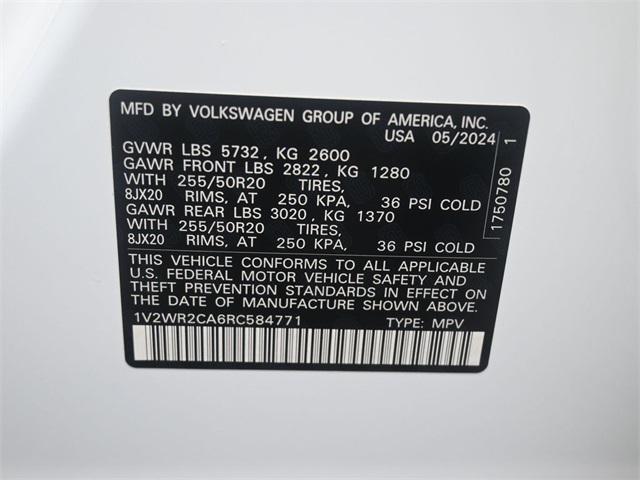 MFD BY VOLKSWAGEN GROUP OF AMERICA, INC.
USA 05/2024
GVWR LBS 5732, KG 2600
GAWR FRONT LBS 2822, KG 1280
WITH 255/50R20 TIRES,
8JX20 RIMS, AT 250 KPA, 36 PSI COLD
GAWR REAR LBS 3020, KG 1370
WITH 255/50R20 TIRES,
8JX20 RIMS, AT 250 KPA, 36 PSI COLD
THIS VEHICLE CONFORMS TO ALL APPLICABLE
U.S. FEDERAL MOTOR VEHICLE SAFETY AND
THEFT PREVENTION STANDARDS IN EFFECT ON
THE DATE OF MANUFACTURE SHOWN ABOVE.
1V2WR2CA6RC584771 TYPE: MPV
1750780 1